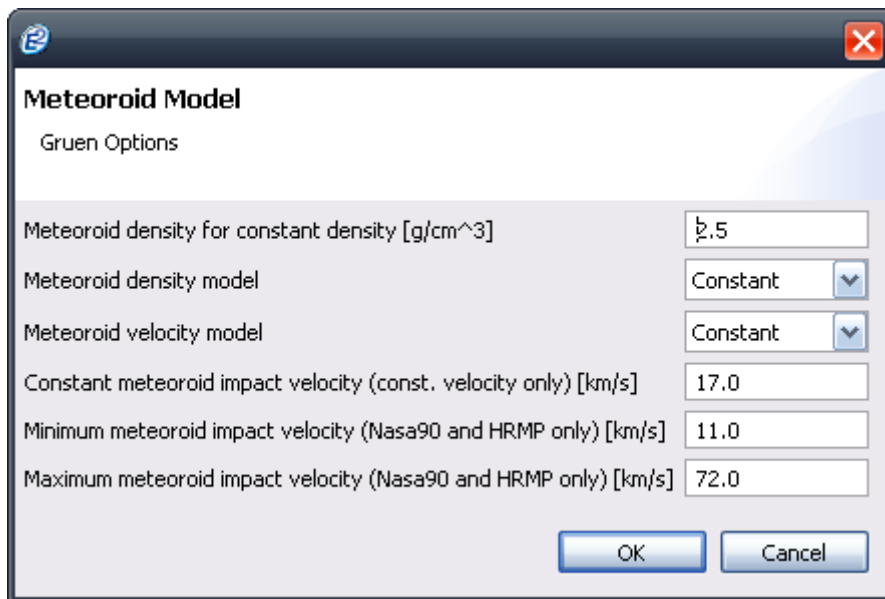 Meteoroid Model
Gruen Options
Meteoroid density for constant density [g/cm^3] 2.5
Meteoroid density model Constant
Meteoroid velocity model Constant
Constant meteoroid impact velocity (const. velocity only) [km/s] 17.0
Minimum meteoroid impact velocity (Nasa90 and HRMP only) [km/s] 11.0
Maximum meteoroid impact velocity (Nasa90 and HRMP only) [km/s] 72.0
OK Cancel